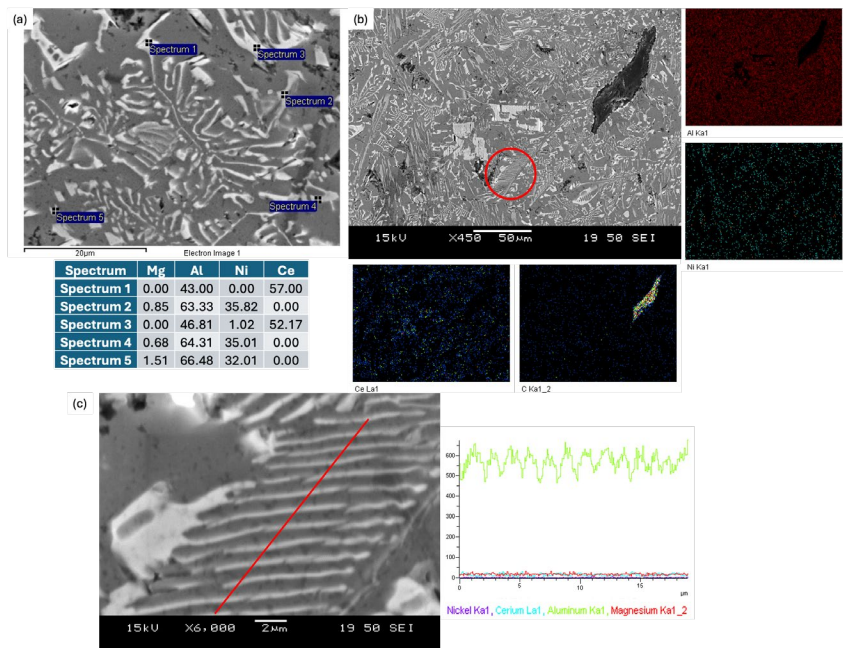 (a)
Spectrum 1
Spectrum 3
Spectrum 2
Spectrum 4
Spectrum 5
20µm
Electron Image 1
Spectrum Mg Al Ni Ce
Spectrum 1 0.00 43.00 0.00 57.00
Spectrum 2 0.85 63.33 35.82 0.00
Spectrum 3 0.00 46.81 1.02 52.17
Spectrum 4 0.68 64.31 35.01 0.00
Spectrum 5 1.51 66.48 32.01 0.00
(b)
15kV X450 50µm 19 50 SEI
Al Ka1
Ni Ka1
Ce La1
C Ka1_2
(c)
15kV X6,000 2µm 19 50 SEI
600
500
400
300
200
100
0
0 5 10 15
µm
Nickel Ka1, Cerium La1, Aluminum Ka1, Magnesium Ka1_2